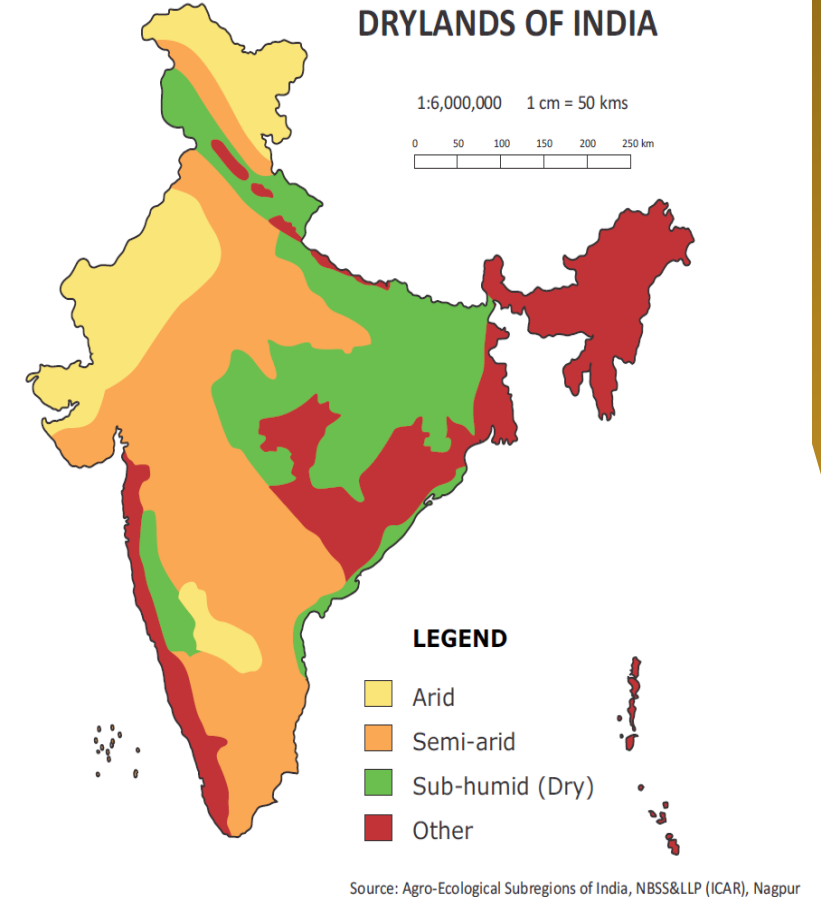 DRYLANDS OF INDIA
1:6,000,000 1 cm = 50 kms
0 50 100 150 200 250 km
LEGEND
Arid
Semi-arid
Sub-humid (Dry)
Other
Source: Agro-Ecological Subregions of India, NBSS&LLP (ICAR), Nagpur